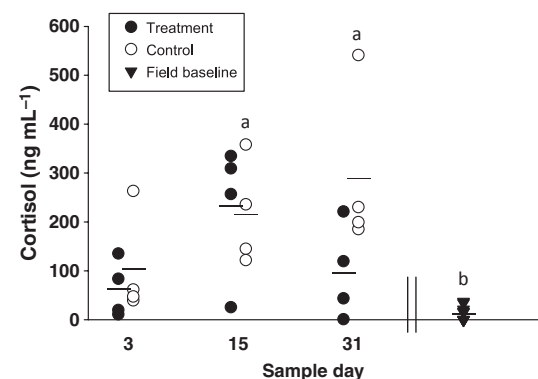 600
500
400
300
200
100
0
Cortisol (ng mL⁻¹)
Treatment
Control
Field baseline
a
a
b
3 15 31
Sample day